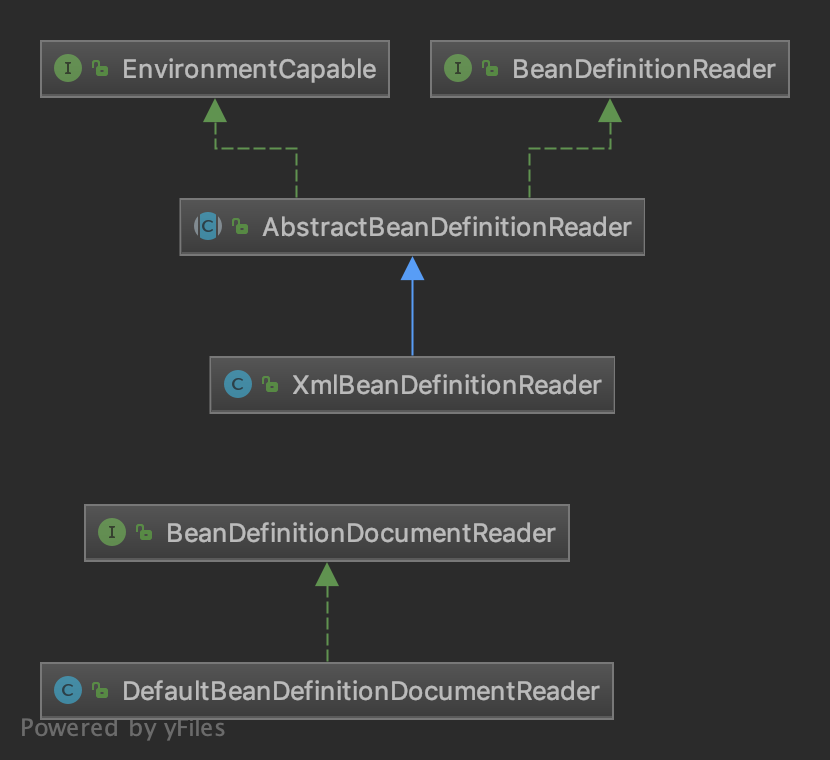 I EnvironmentCapable
I BeanDefinitionReader
C AbstractBeanDefinitionReader
C XmlBeanDefinitionReader
I BeanDefinitionDocumentReader
C DefaultBeanDefinitionDocumentReader
Powered by yFiles